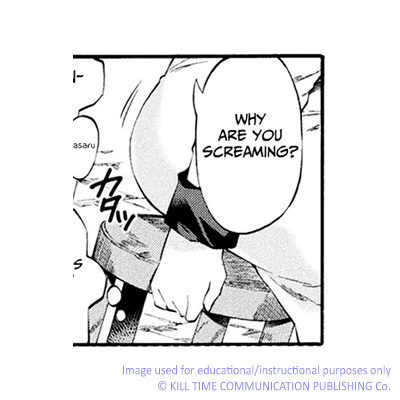 WHY
ARE YOU
SCREAMING?
U-
asaru
カタッ
S
Image used for educational/instructional purposes only
© KILL TIME COMMUNICATION PUBLISHING Co.